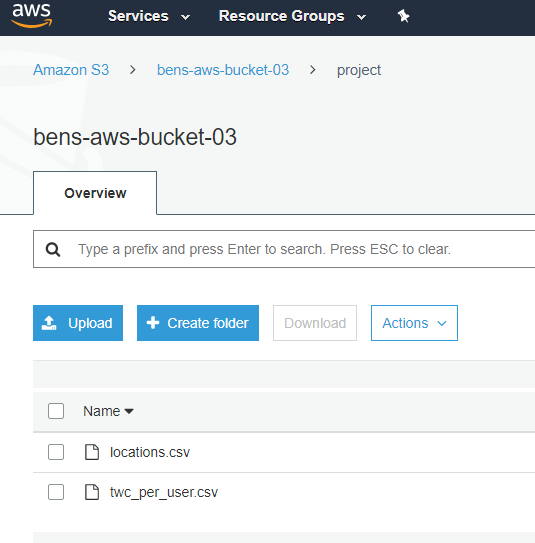 aws Services Resource Groups
Amazon S3 > bens-aws-bucket-03 > project
bens-aws-bucket-03
Overview
Type a prefix and press Enter to search. Press ESC to clear.
Upload + Create folder Download Actions
Name
locations.csv
twc_per_user.csv